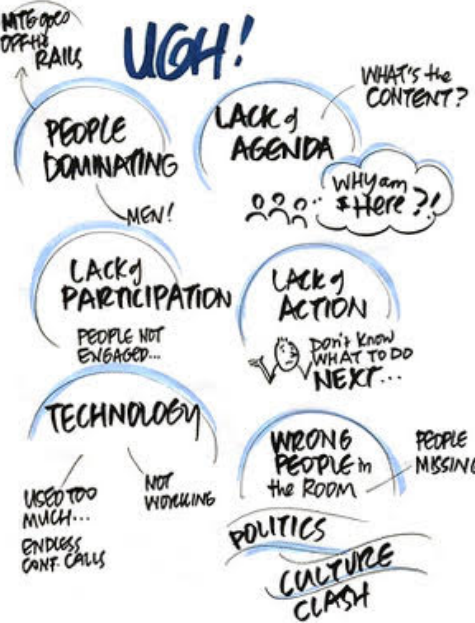 MTG goes
OFF the
RAILS
UGH!
PEOPLE
DOMINATING
MEN!
LACK of
AGENDA
WHAT'S the
CONTENT?
WHY am
I Here?!
LACK of
PARTICIPATION
PEOPLE NOT
ENGAGED...
LACK of
ACTION
Don't Know
WHAT TO DO
NEXT...
TECHNOLOGY
USED TOO
MUCH...
ENDLESS
CONF. CALLS
NOT
WORKING
WRONG
PEOPLE in
the ROOM
PEOPLE
MISSING
POLITICS
CULTURE
CLASH